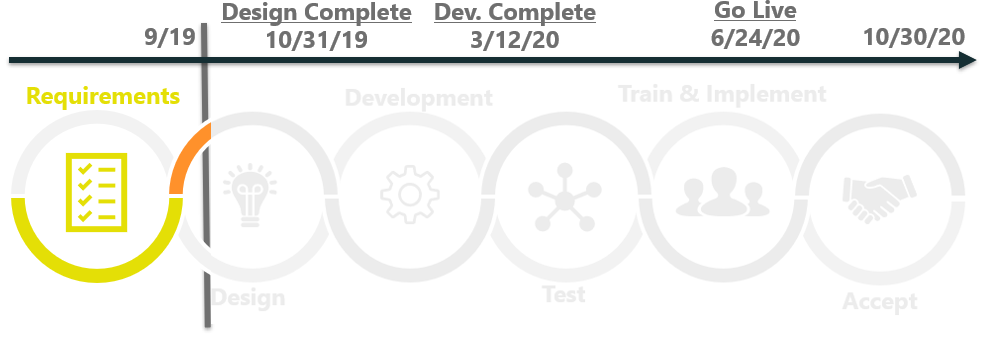 Design Complete
Dev. Complete
Go Live
9/19
10/31/19
3/12/20
6/24/20
10/30/20
Requirements
Development
Train & Implement
Design
Test
Accept